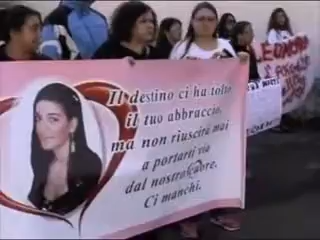 Il destino ci ha tolto
il tuo abbraccio,
ma non riuscirà mai
a portarti via
dal nostro cuore.
Ci manchi.